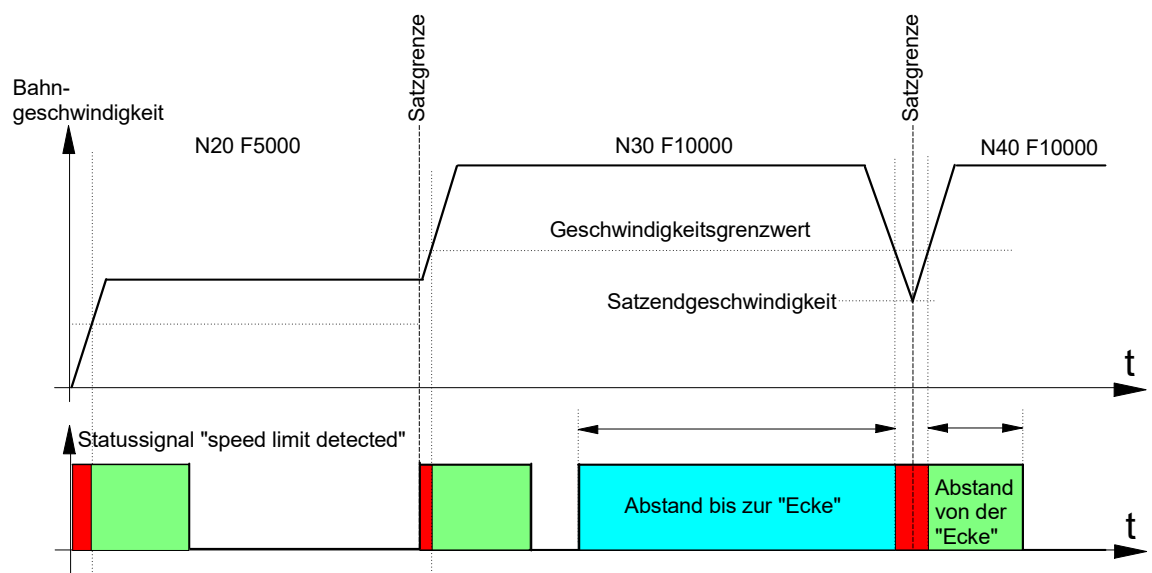 Bahn-
geschwindigkeit
Satzgrenze
Satzgrenze
N20 F5000
N30 F10000
N40 F10000
Geschwindigkeitsgrenzwert
Satzendgeschwindigkeit
t
Statussignal "speed limit detected"
Abstand bis zur "Ecke"
Abstand
von der
"Ecke"
t